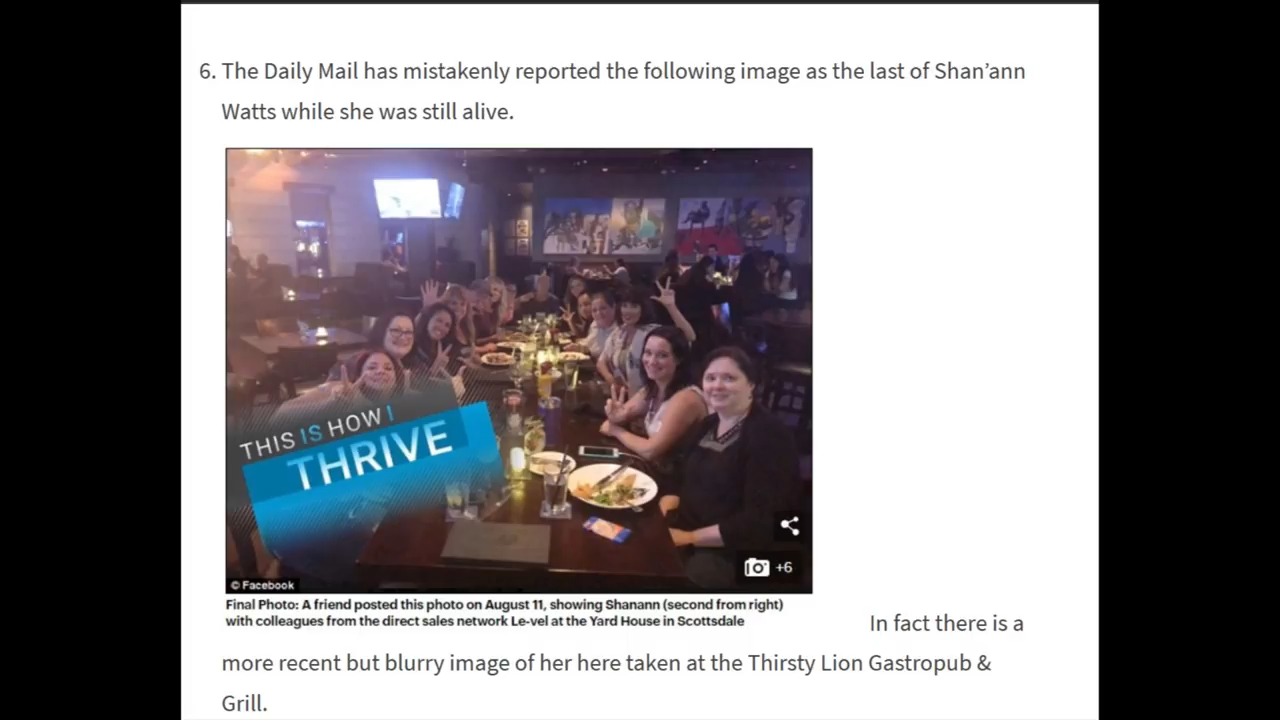 6. The Daily Mail has mistakenly reported the following image as the last of Shan’ann
Watts while she was still alive.
THIS IS HOW I
THRIVE
+6
© Facebook
Final Photo: A friend posted this photo on August 11, showing Shanann (second from right)
with colleagues from the direct sales network Le-vel at the Yard House in Scottsdale
In fact there is a
more recent but blurry image of her here taken at the Thirsty Lion Gastropub &
Grill.